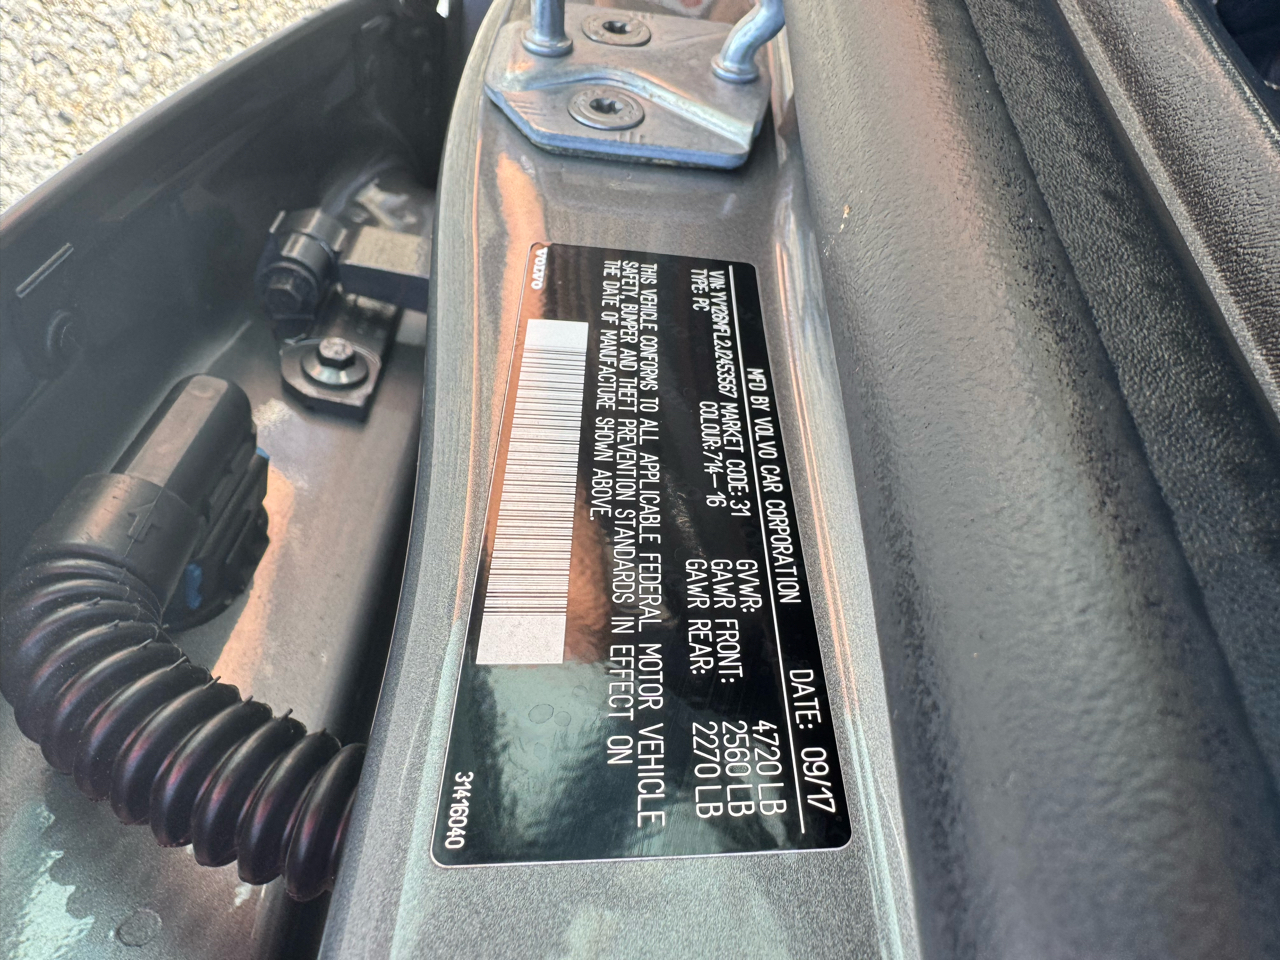 MFD BY VOLVO CAR CORPORATION DATE: 09/17
VIN: YV126MFL2J2453567 MARKET CODE: 31 GVWR: 4720 LB
TYPE: PC COLOUR: 714-16 GAWR FRONT: 2560 LB
GAWR REAR: 2270 LB
THIS VEHICLE CONFORMS TO ALL APPLICABLE FEDERAL MOTOR VEHICLE
SAFETY, BUMPER AND THEFT PREVENTION STANDARDS IN EFFECT ON
THE DATE OF MANUFACTURE SHOWN ABOVE.
VOLVO 31416040